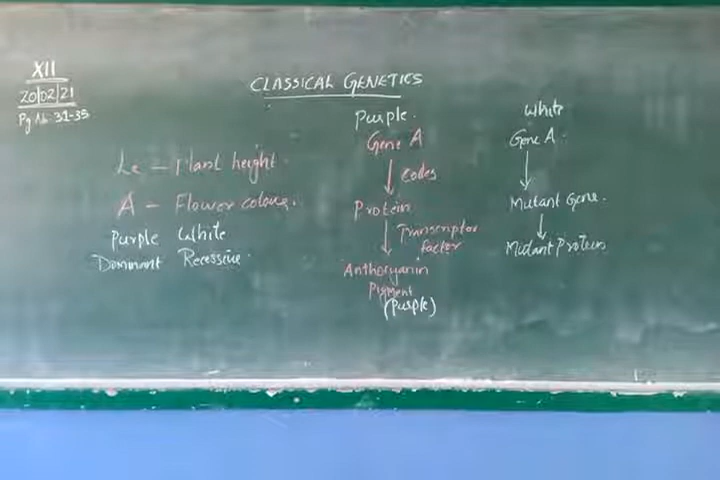 XII
20/02/21
Pg No. 31-35
CLASSICAL GENETICS
Le - Plant height.
A - Flower colour.
Purple White
Dominant Recessive.
Purple.
Gene A
codes
Protein
Transcriptor
factor
Anthocyanin
Pigment
(Purple)
White
Gene A.
Mutant Gene.
Mutant Protein